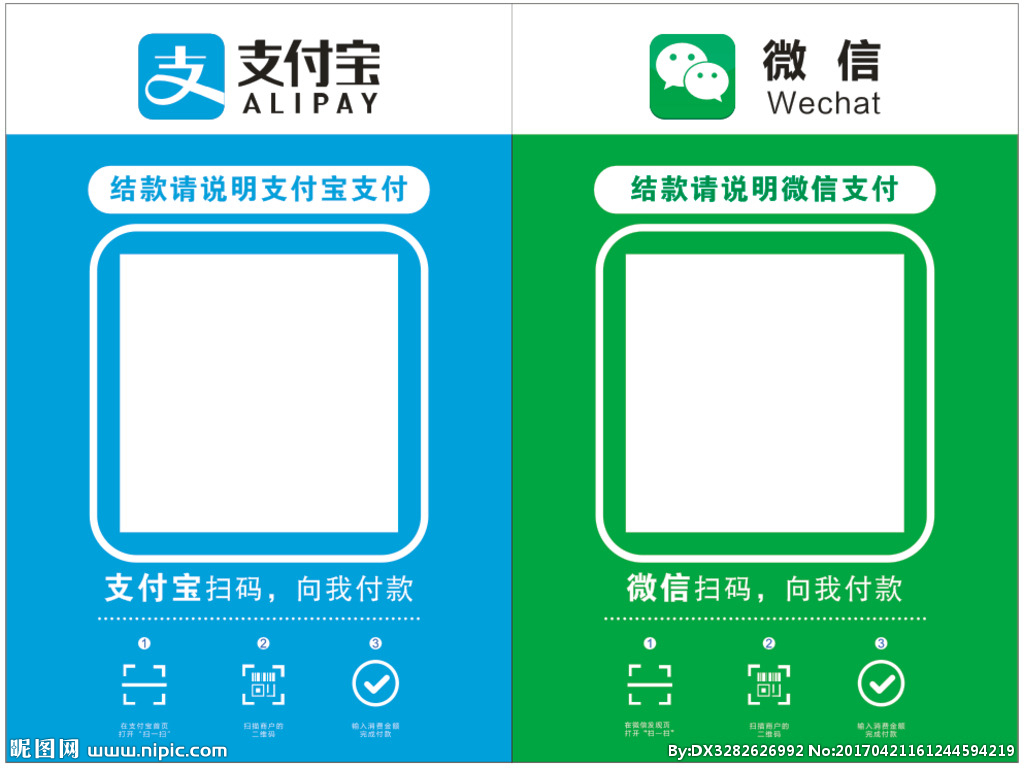 支付宝
ALIPAY
结款请说明支付宝支付
支付宝扫码，向我付款
1 2 3
在支付宝首页
打开“扫一扫”
扫描商户的
二维码
输入消费金额
完成付款
微 信
Wechat
结款请说明微信支付
微信扫码，向我付款
1 2 3
在微信发现页
打开“扫一扫”
扫描商户的
二维码
输入消费金额
完成付款
昵图网 www.nipic.com
By:DX3282626992 No:20170421161244594219